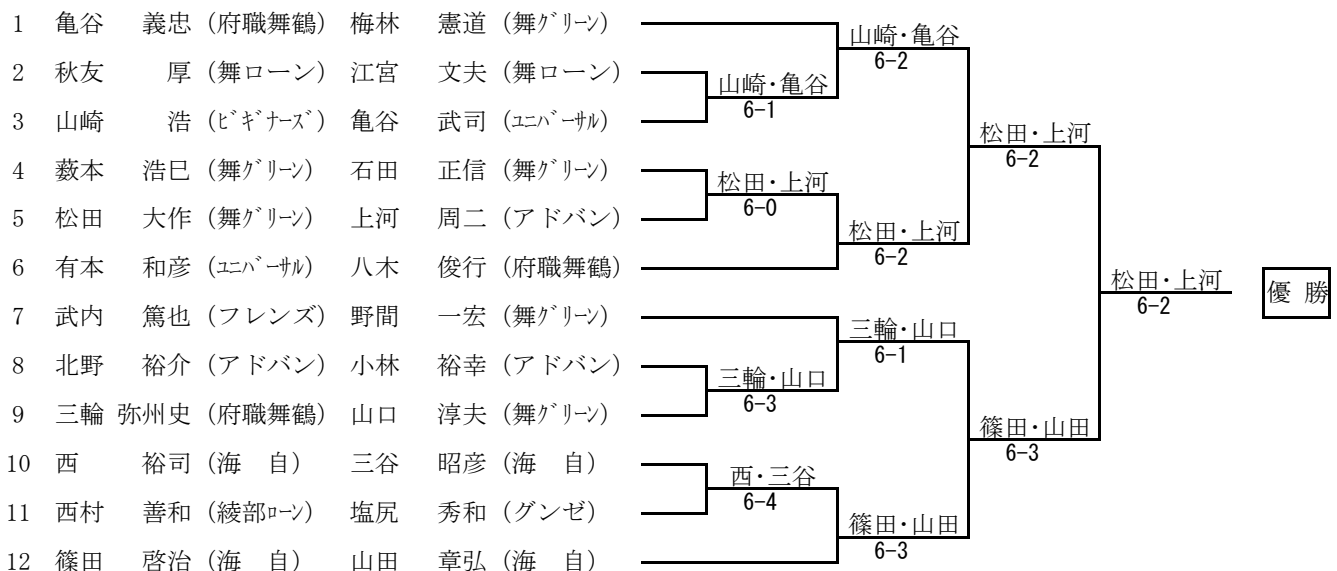 1 亀谷 義忠 (府職舞鶴) 梅林 憲道 (舞ｸﾞﾘｰﾝ)
山崎・亀谷
6-2
2 秋友 厚 (舞ローン) 江宮 文夫 (舞ローン)
山崎・亀谷
6-1
3 山崎 浩 (ﾋﾞｷﾞﾅｰｽﾞ) 亀谷 武司 (ﾕﾆﾊﾞｰｻﾙ)
松田・上河
6-2
4 薮本 浩巳 (舞ｸﾞﾘｰﾝ) 石田 正信 (舞ｸﾞﾘｰﾝ)
松田・上河
6-0
5 松田 大作 (舞ｸﾞﾘｰﾝ) 上河 周二 (アドバン)
松田・上河
6-2
6 有本 和彦 (ﾕﾆﾊﾞｰｻﾙ) 八木 俊行 (府職舞鶴)
松田・上河 優 勝
6-2
7 武内 篤也 (フレンズ) 野間 一宏 (舞ｸﾞﾘｰﾝ)
三輪・山口
6-1
8 北野 裕介 (アドバン) 小林 裕幸 (アドバン)
三輪・山口
6-3
9 三輪 弥州史 (府職舞鶴) 山口 淳夫 (舞ｸﾞﾘｰﾝ)
篠田・山田
6-3
10 西 裕司 (海 自) 三谷 昭彦 (海 自)
西・三谷
6-4
11 西村 善和 (綾部ﾛｰﾝ) 塩尻 秀和 (グンゼ)
篠田・山田
6-3
12 篠田 啓治 (海 自) 山田 章弘 (海 自)